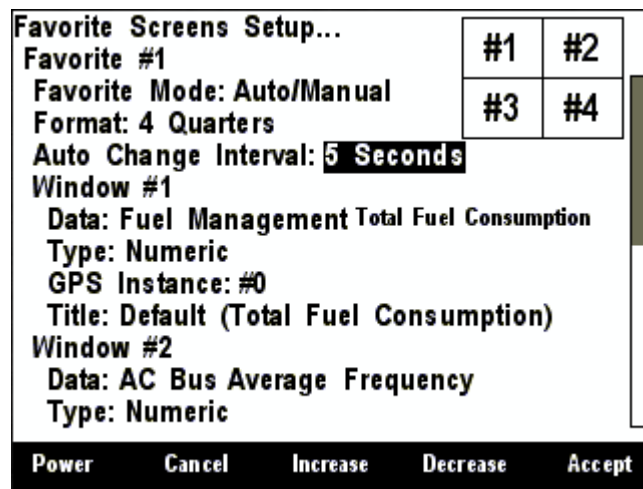 Favorite Screens Setup...
Favorite #1
Favorite Mode: Auto/Manual
Format: 4 Quarters
Auto Change Interval: 5 Seconds
Window #1
Data: Fuel Management Total Fuel Consumption
Type: Numeric
GPS Instance: #0
Title: Default (Total Fuel Consumption)
Window #2
Data: AC Bus Average Frequency
Type: Numeric
#1 #2
#3 #4
Power Cancel Increase Decrease Accept